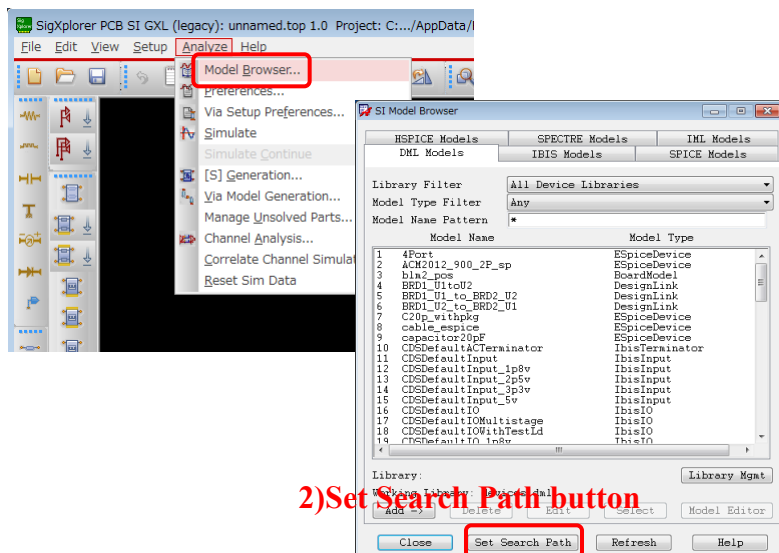 SigXplorer PCB SI GXL (legacy): unnamed.top 1.0 Project: C:.../AppData/
File Edit View Setup Analyze Help
Model Browser...
Preferences...
Via Setup Preferences...
Simulate
Simulate Continue
[S] Generation...
Via Model Generation...
Manage Unsolved Parts...
Channel Analysis...
Correlate Channel Simulat
Reset Sim Data
SI Model Browser
HSPICE Models SPECTRE Models IML Models
DML Models IBIS Models SPICE Models
Library Filter All Device Libraries
Model Type Filter Any
Model Name Pattern *
Model Name Model Type
1 4Port ESpiceDevice
2 ACM2012_900_2P_sp ESpiceDevice
3 blm2_pos BoardModel
4 BRD1_U1toU2 DesignLink
5 BRD1_U1_to_BRD2_U2 DesignLink
6 BRD1_U2_to_BRD2_U1 DesignLink
7 C20p_withpkg ESpiceDevice
8 cable_espice ESpiceDevice
9 capacitor20pF ESpiceDevice
10 CDSDefaultACTerminator IbisTerminator
11 CDSDefaultInput IbisInput
12 CDSDefaultInput_1p8v IbisInput
13 CDSDefaultInput_2p5v IbisInput
14 CDSDefaultInput_3p3v IbisInput
15 CDSDefaultInput_5v IbisInput
16 CDSDefaultIO IbisIO
17 CDSDefaultIOMultistage IbisIO
18 CDSDefaultIOWithTestLd IbisIO
19 CDSDefaultIO_1p8v IbisIO
Library: Library Mgmt
Working Library: devices.dml
2)Set Search Path button
Add -> Delete Edit Select Model Editor
Close Set Search Path Refresh Help